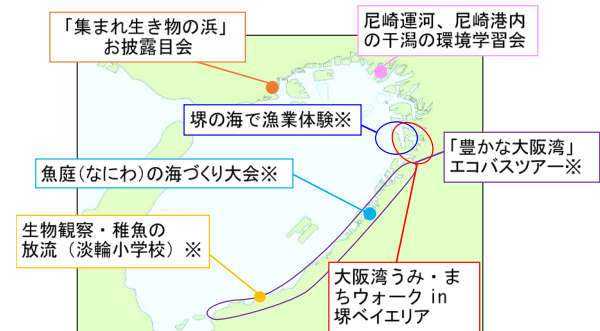 「集まれ生き物の浜」
お披露目会
尼崎運河、尼崎港内
の干潟の環境学習会
堺の海で漁業体験※
「豊かな大阪湾」
エコバスツアー※
魚庭(なにわ)の海づくり大会※
生物観察・稚魚の
放流（淡輪小学校）※
大阪湾うみ・ま
ちウォーク in
堺ベイエリア